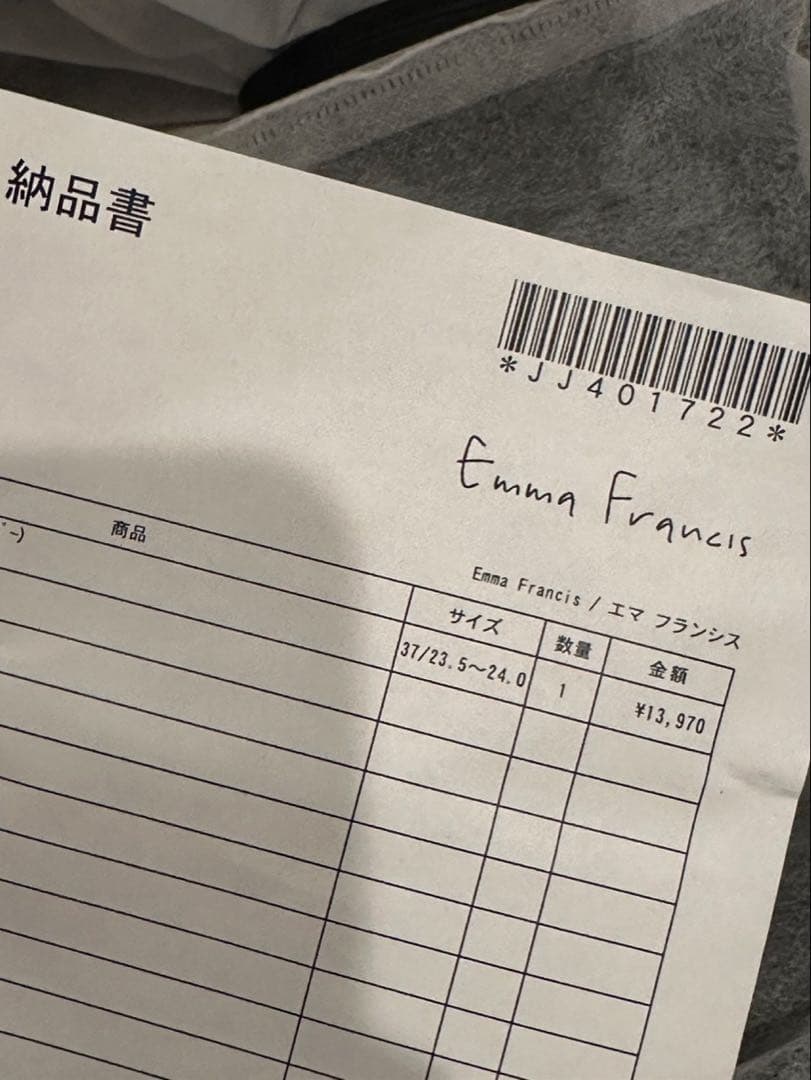 納品書
*JJ401722*
Emma Francis
Emma Francis / エマ フランシス
商品 サイズ 数量 金額
ー) 37/23.5〜24.0 1 ¥13,970